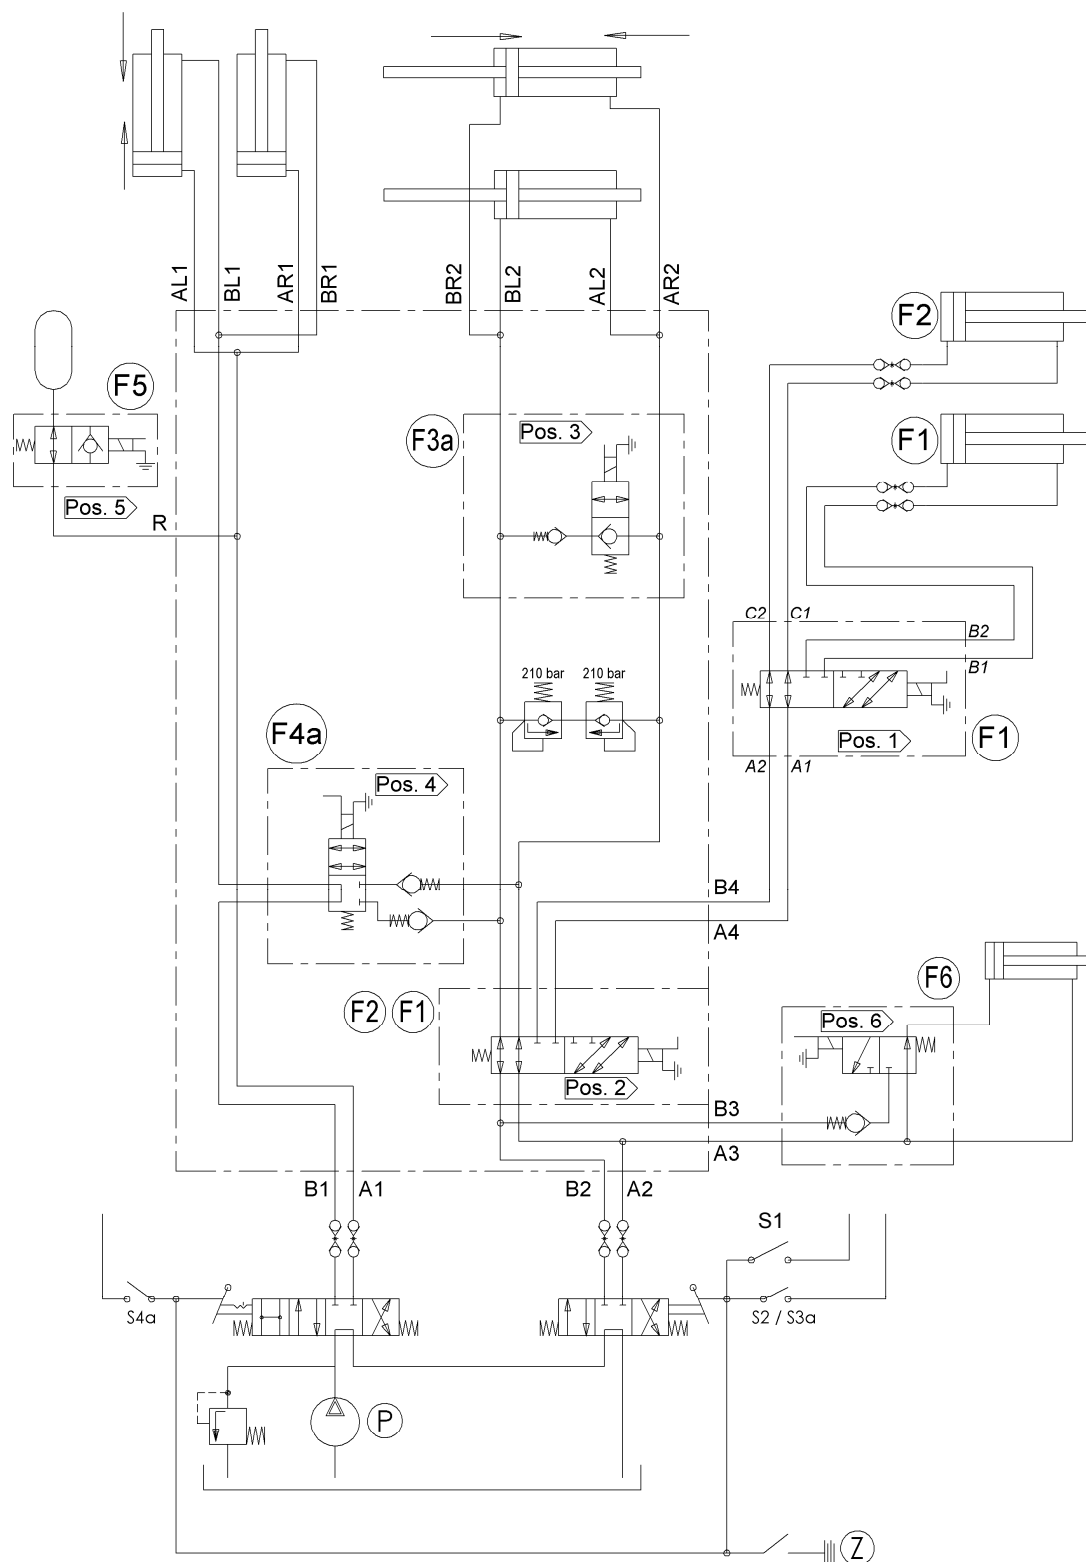 AL1
BL1
AR1
BR1
BR2
BL2
AL2
AR2
F2
F5
F3a
Pos. 3
F1
Pos. 5
R
C2 C1
B2
B1
210 bar 210 bar
F4a
Pos. 1
F1
Pos. 4
A2 A1
B4
A4
F6
F2 F1
Pos. 6
Pos. 2
B3
A3
B1 A1
B2 A2
S1
S4a
S2 / S3a
P
Z